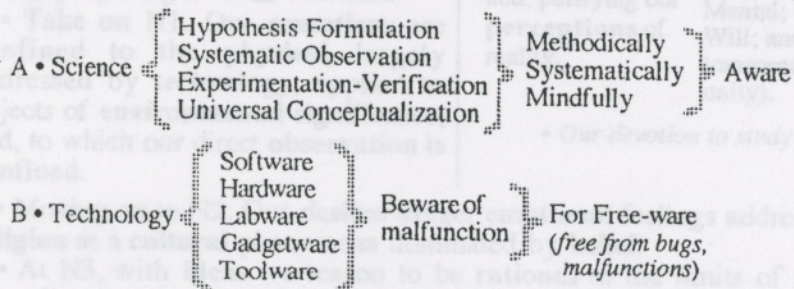 Hypothesis Formulation
Systematic Observation
Experimentation-Verification
Universal Conceptualization
A • Science
Methodically
Systematically
Mindfully
Aware
B • Technology
Software
Hardware
Labware
Gadgetware
Toolware
Beware of
malfunction
For Free-ware
(free from bugs,
malfunctions)